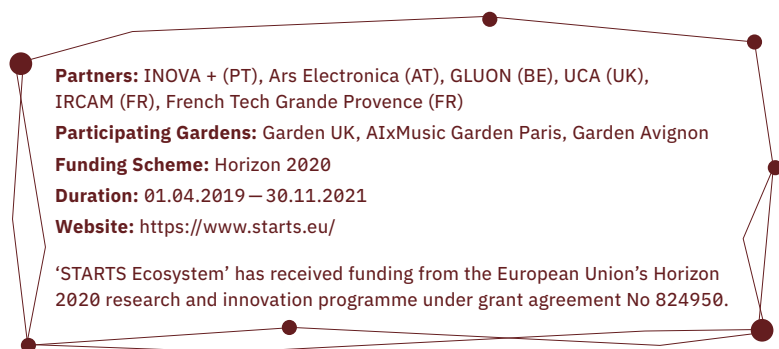 Partners: INOVA + (PT), Ars Electronica (AT), GLUON (BE), UCA (UK),
IRCAM (FR), French Tech Grande Provence (FR)
Participating Gardens: Garden UK, AIxMusic Garden Paris, Garden Avignon
Funding Scheme: Horizon 2020
Duration: 01.04.2019 — 30.11.2021
Website: https://www.starts.eu/
‘STARTS Ecosystem’ has received funding from the European Union’s Horizon
2020 research and innovation programme under grant agreement No 824950.